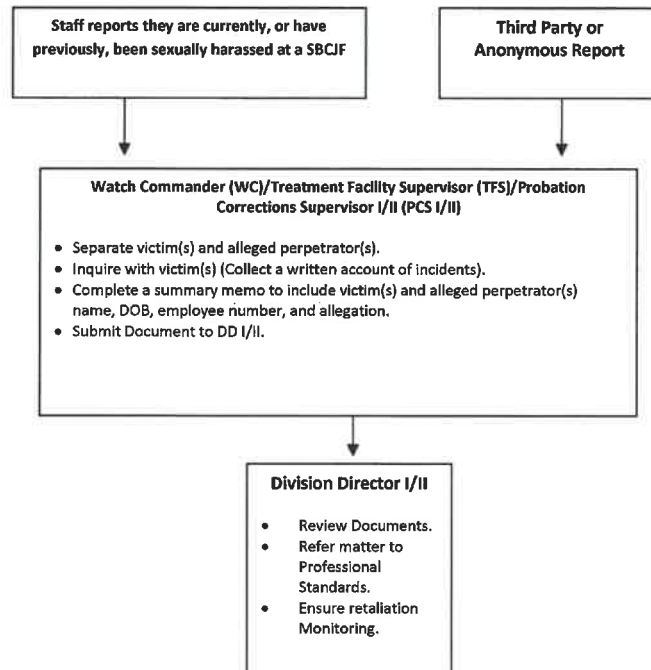 Staff reports they are currently, or have
previously, been sexually harassed at a SBCJF
Third Party or
Anonymous Report
Watch Commander (WC)/Treatment Facility Supervisor (TFS)/Probation
Corrections Supervisor I/II (PCS I/II)
• Separate victim(s) and alleged perpetrator(s).
• Inquire with victim(s) (Collect a written account of incidents).
• Complete a summary memo to include victim(s) and alleged perpetrator(s)
name, DOB, employee number, and allegation.
• Submit Document to DD I/II.
Division Director I/II
• Review Documents.
• Refer matter to
Professional
Standards.
• Ensure retaliation
Monitoring.